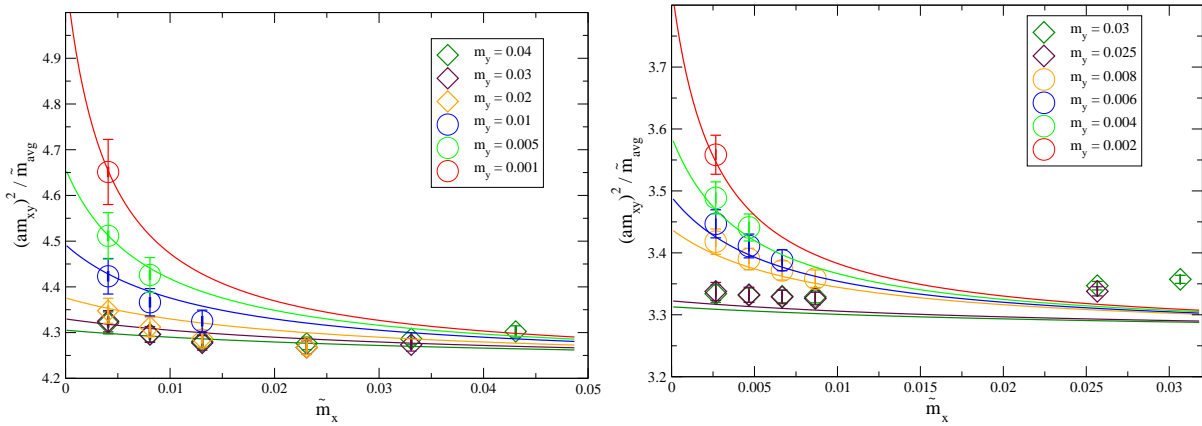 4.9
4.8
4.7
4.6
4.5
4.4
4.3
4.2
0
0.01
0.02
0.03
0.04
0.05
(am_xy)^2 / m̃_avg
m̃_x
m_y = 0.04
m_y = 0.03
m_y = 0.02
m_y = 0.01
m_y = 0.005
m_y = 0.001
3.7
3.6
3.5
3.4
3.3
3.2
0
0.005
0.01
0.015
0.02
0.025
0.03
(am_xy)^2 / m̃_avg
m̃_x
m_y = 0.03
m_y = 0.025
m_y = 0.008
m_y = 0.006
m_y = 0.004
m_y = 0.002